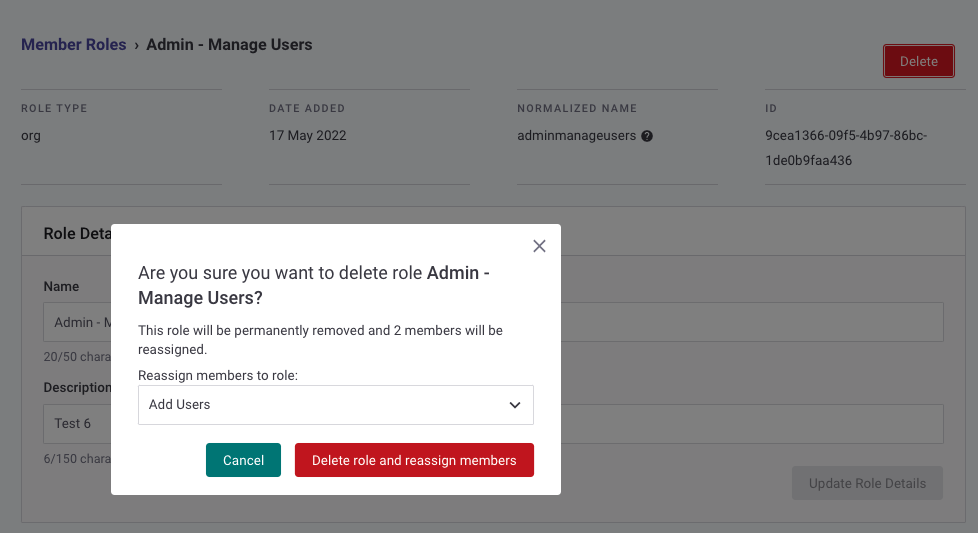 Member Roles › Admin - Manage Users
Delete
ROLE TYPE
org
DATE ADDED
17 May 2022
NORMALIZED NAME
adminmanageusers
ID
9cea1366-09f5-4b97-86bc-
1de0b9faa436
Role Deta
Name
Admin - M
20/50 chara
Description
Test 6
6/150 chara
Update Role Details
Are you sure you want to delete role Admin -
Manage Users?
This role will be permanently removed and 2 members will be
reassigned.
Reassign members to role:
Add Users
Cancel
Delete role and reassign members